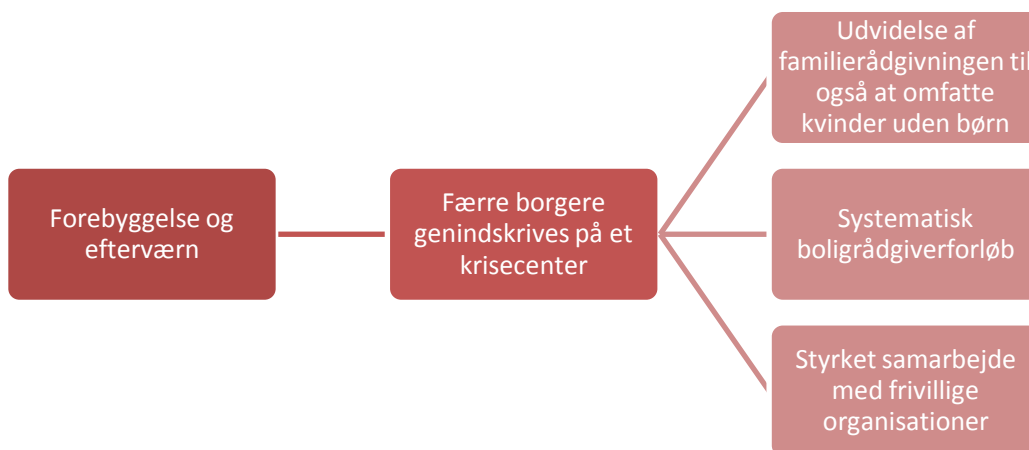 Forebyggelse og
efterværn
Færre borgere
genindskrives på et
krisecenter
Udvidelse af
familierådgivningen til
også at omfatte
kvinder uden børn
Systematisk
boligrådgiverforløb
Styrket samarbejde
med frivillige
organisationer